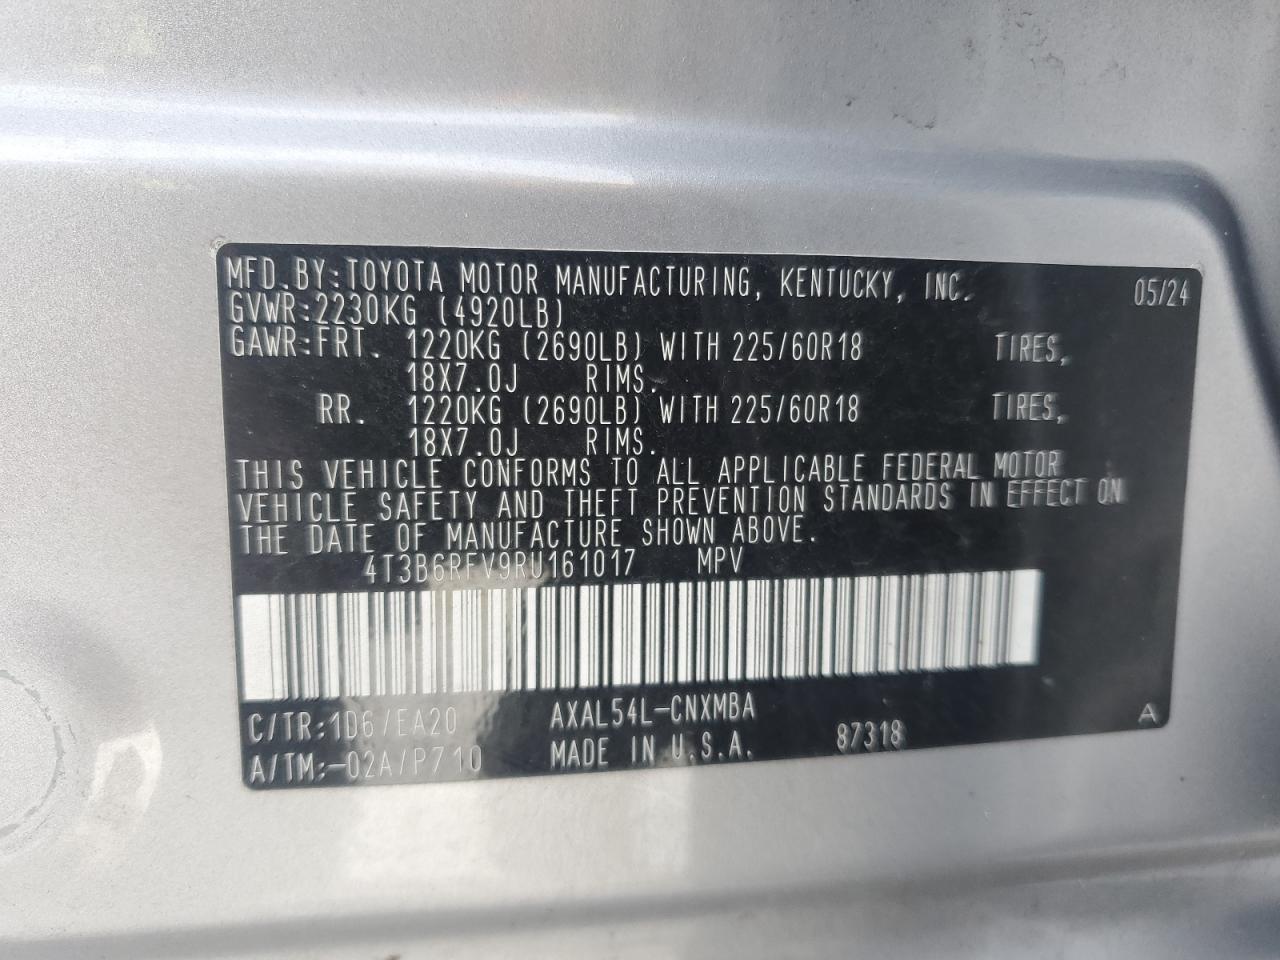 MFD.BY:TOYOTA MOTOR MANUFACTURING, KENTUCKY, INC. 05/24
GVWR:2230KG (4920LB)
GAWR:FRT. 1220KG (2690LB) WITH 225/60R18 TIRES,
18X7.0J RIMS.
RR. 1220KG (2690LB) WITH 225/60R18 TIRES,
18X7.0J RIMS.
THIS VEHICLE CONFORMS TO ALL APPLICABLE FEDERAL MOTOR
VEHICLE SAFETY AND THEFT PREVENTION STANDARDS IN EFFECT ON
THE DATE OF MANUFACTURE SHOWN ABOVE.
4T3B6RFV9RU161017 MPV
C/TR:1D6/EA20 AXAL54L-CNXMBA A
A/TM:-02A/P710 MADE IN U.S.A. 87318